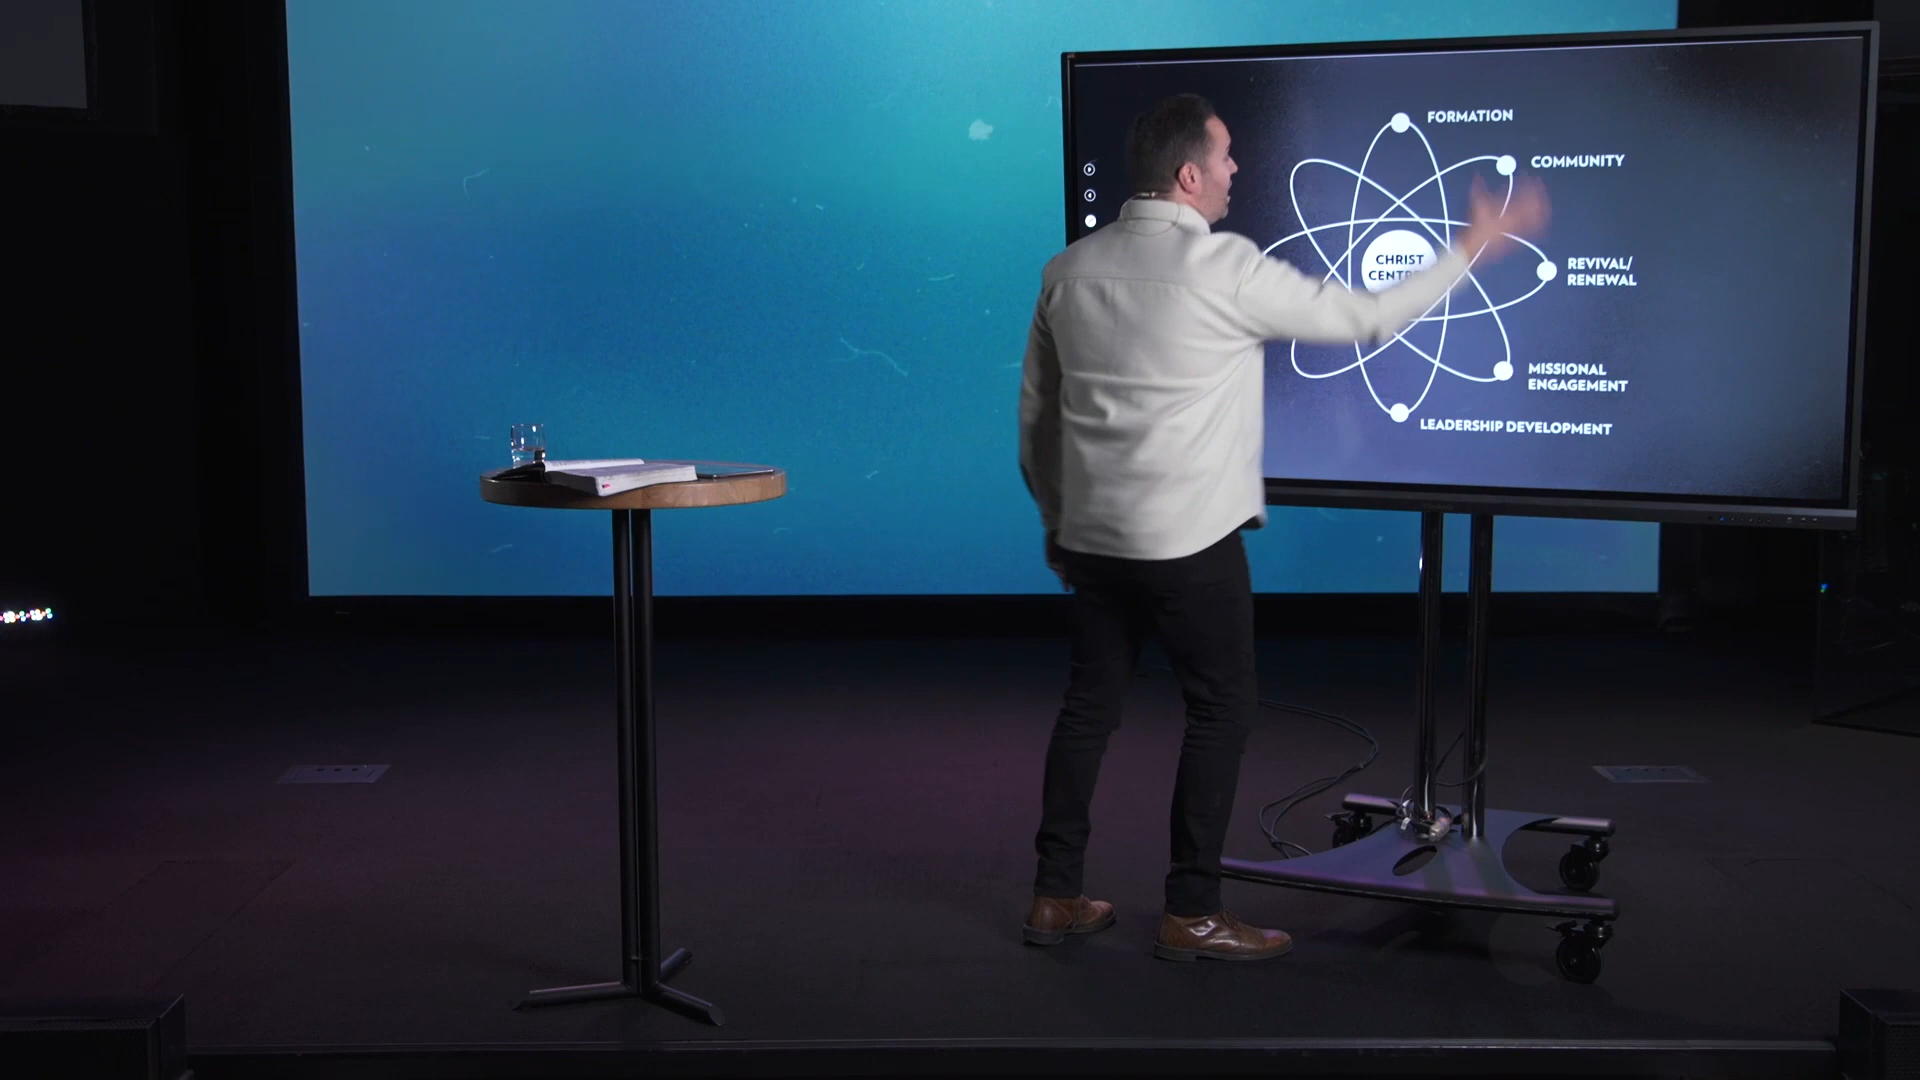 FORMATION
COMMUNITY
CHRIST
REVIVAL/
RENEWAL
MISSIONAL
ENGAGEMENT
LEADERSHIP DEVELOPMENT